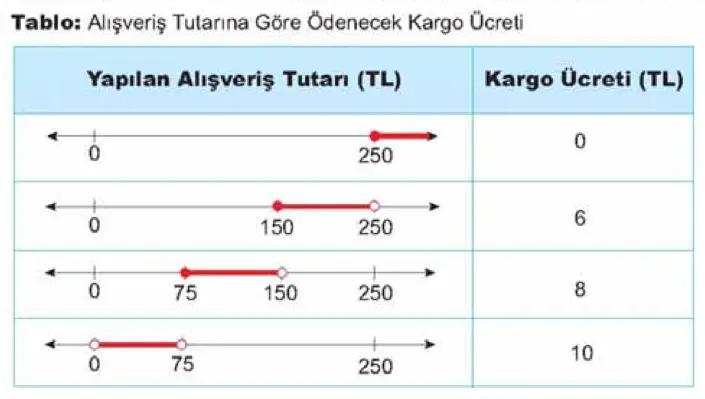 Tablo: Alışveriş Tutarına Göre Ödenecek Kargo Ücreti
Yapılan Alışveriş Tutarı (TL) Kargo Ücreti (TL)
0 250 0
0 150 250 6
0 75 150 250 8
0 75 250 10